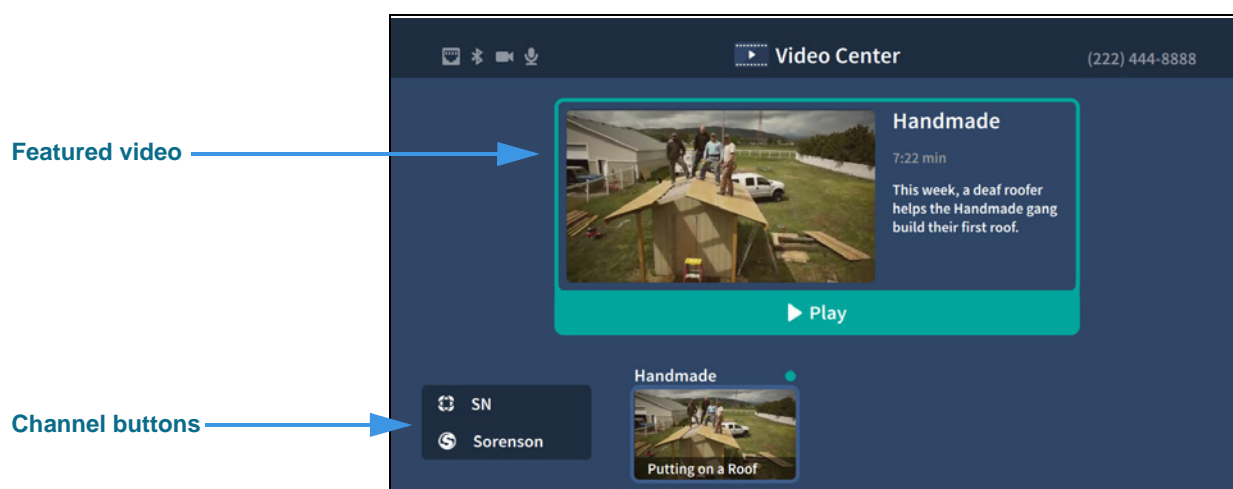 Video Center
(222) 444-8888
Featured video
Handmade
7:22 min
This week, a deaf roofer
helps the Handmade gang
build their first roof.
Play
Handmade
Channel buttons
SN
Sorenson
Putting on a Roof